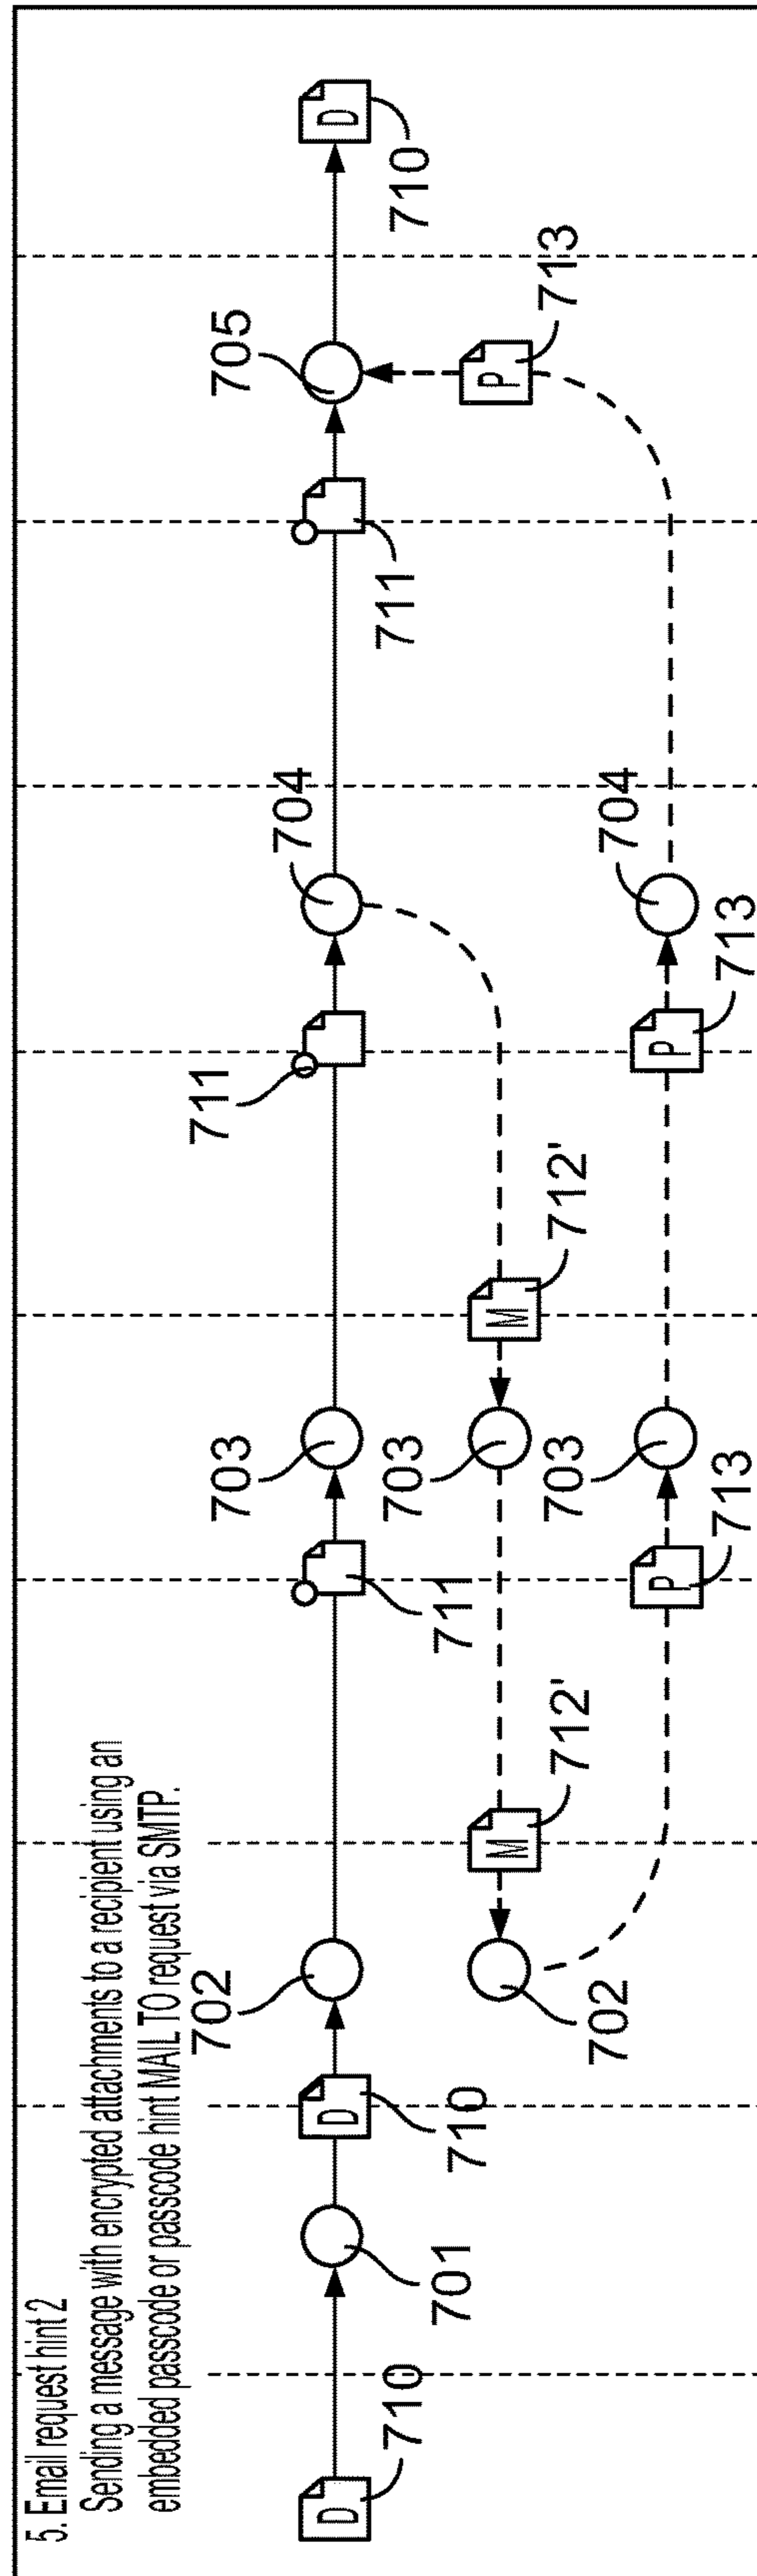 5. Email request hint 2
Sending a message with encrypted attachments to a recipient using an
embedded passcode or passcode hint MAIL TO request via SMTP.
702
703
711
705
704
D
D
D
710
703
711
710
701
710
711
M
M
P
712'
703
712'
713
702
704
P
P
713
713